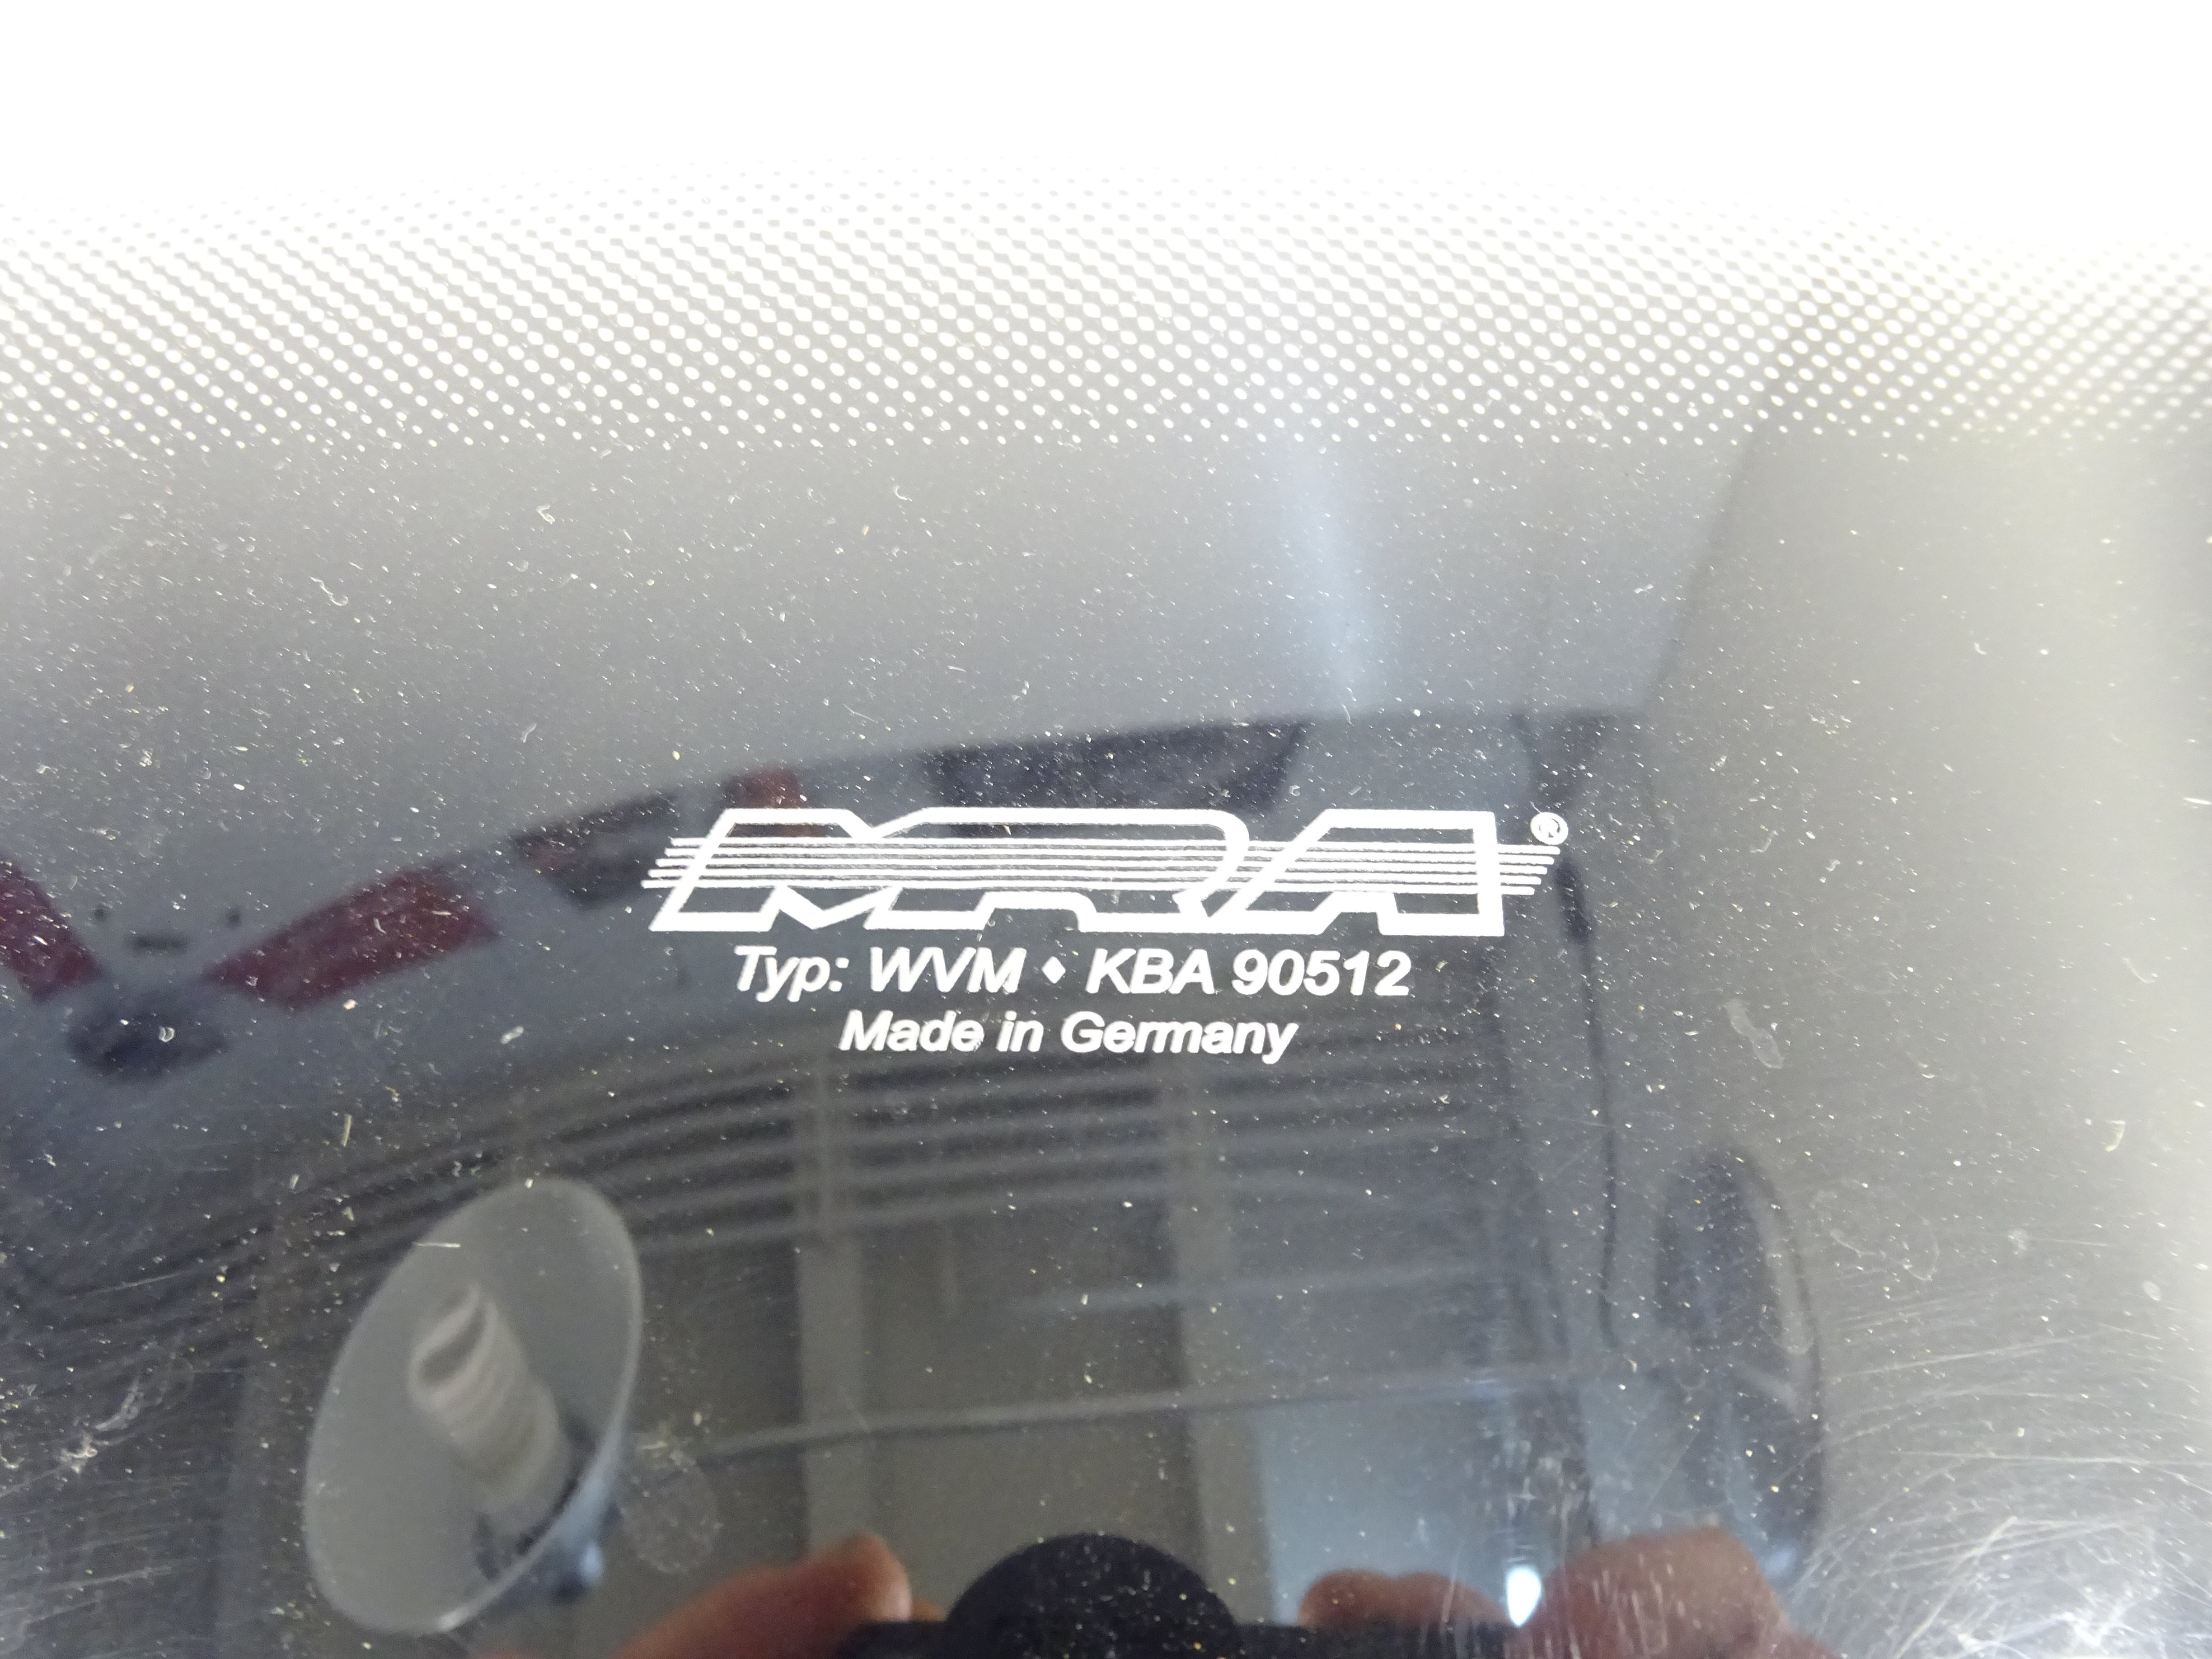 MRA®
Typ: WVM ⬥ KBA 90512
Made in Germany